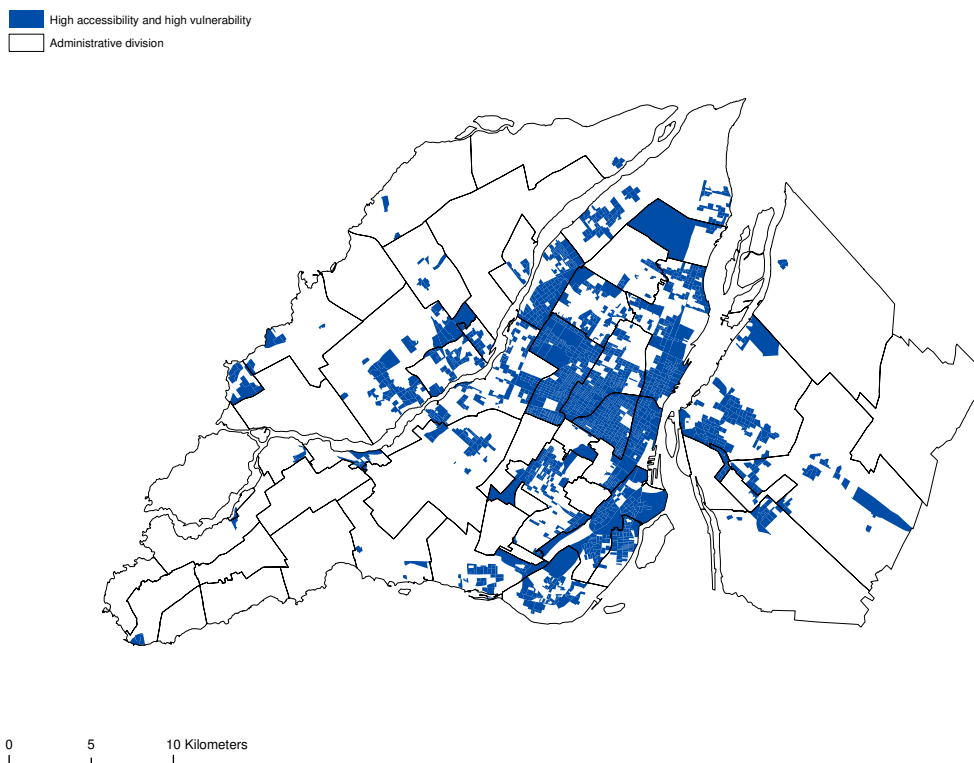 High accessibility and high vulnerability
Administrative division
0 5 10 Kilometers